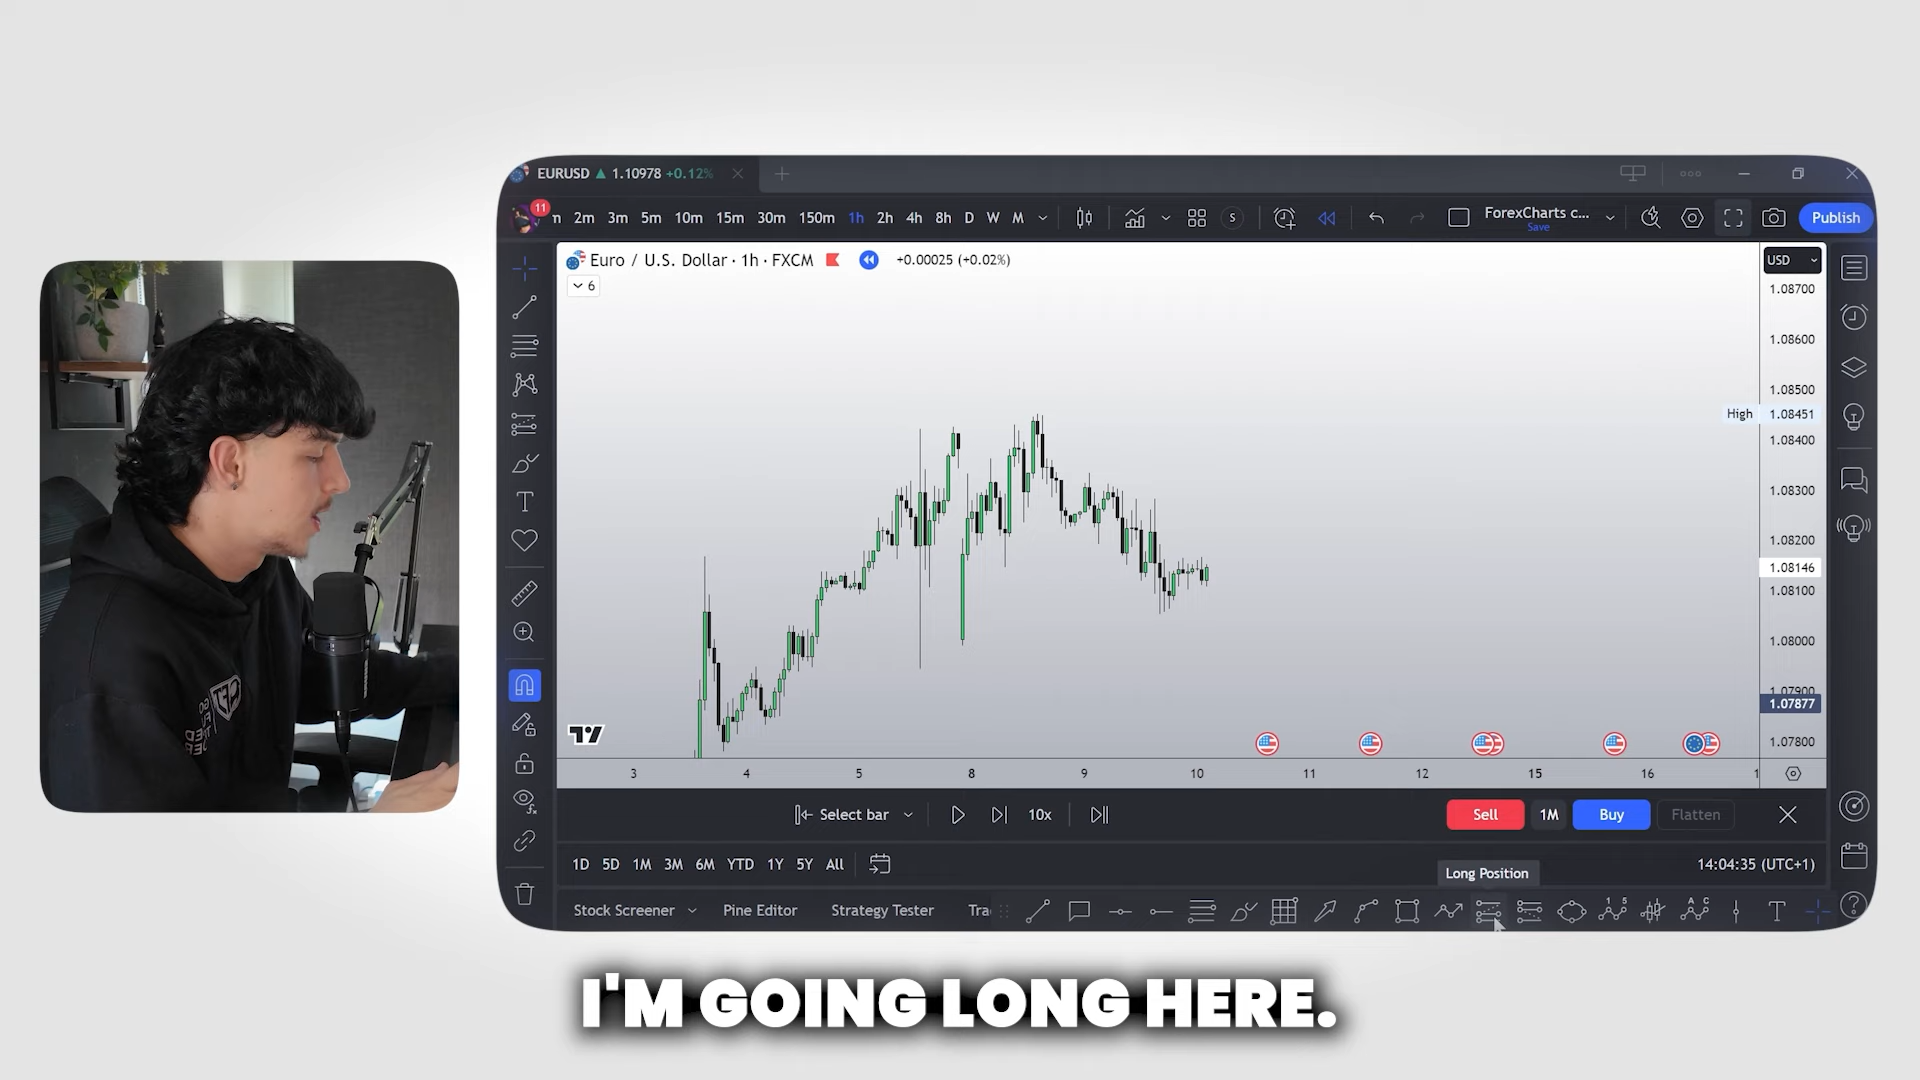 EURUSD 1.10978 +0.12%
11
m 2m 3m 5m 10m 15m 30m 150m 1h 2h 4h 8h D W M
S
ForexCharts c...
Save
Publish
Euro / U.S. Dollar · 1h · FXCM +0.00025 (+0.02%)
6
USD
1.08700
1.08600
1.08500
High 1.08451
1.08400
1.08300
1.08200
1.08146
1.08100
1.08000
1.07900
1.07877
1.07800
3 4 5 8 9 10 11 12 15 16 1
Select bar 10x Sell 1M Buy Flatten
1D 5D 1M 3M 6M YTD 1Y 5Y All
Long Position
14:04:35 (UTC+1)
Stock Screener Pine Editor Strategy Tester Tra
I'M GOING LONG HERE.